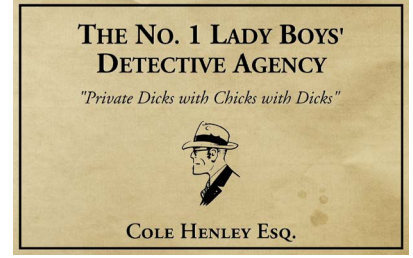 The No. 1 Lady Boys'
Detective Agency
"Private Dicks with Chicks with Dicks"
Cole Henley Esq.